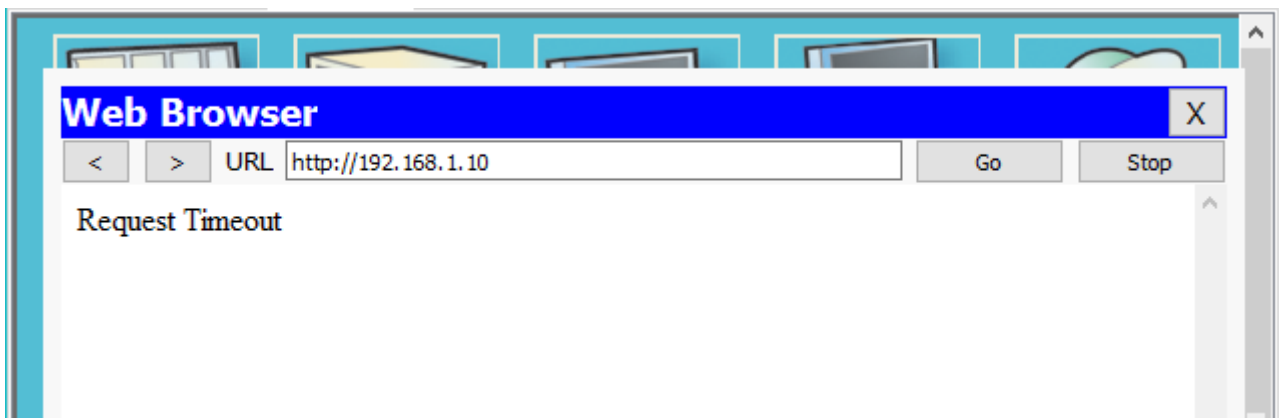 Web Browser X
< > URL http://192.168.1.10 Go Stop
Request Timeout